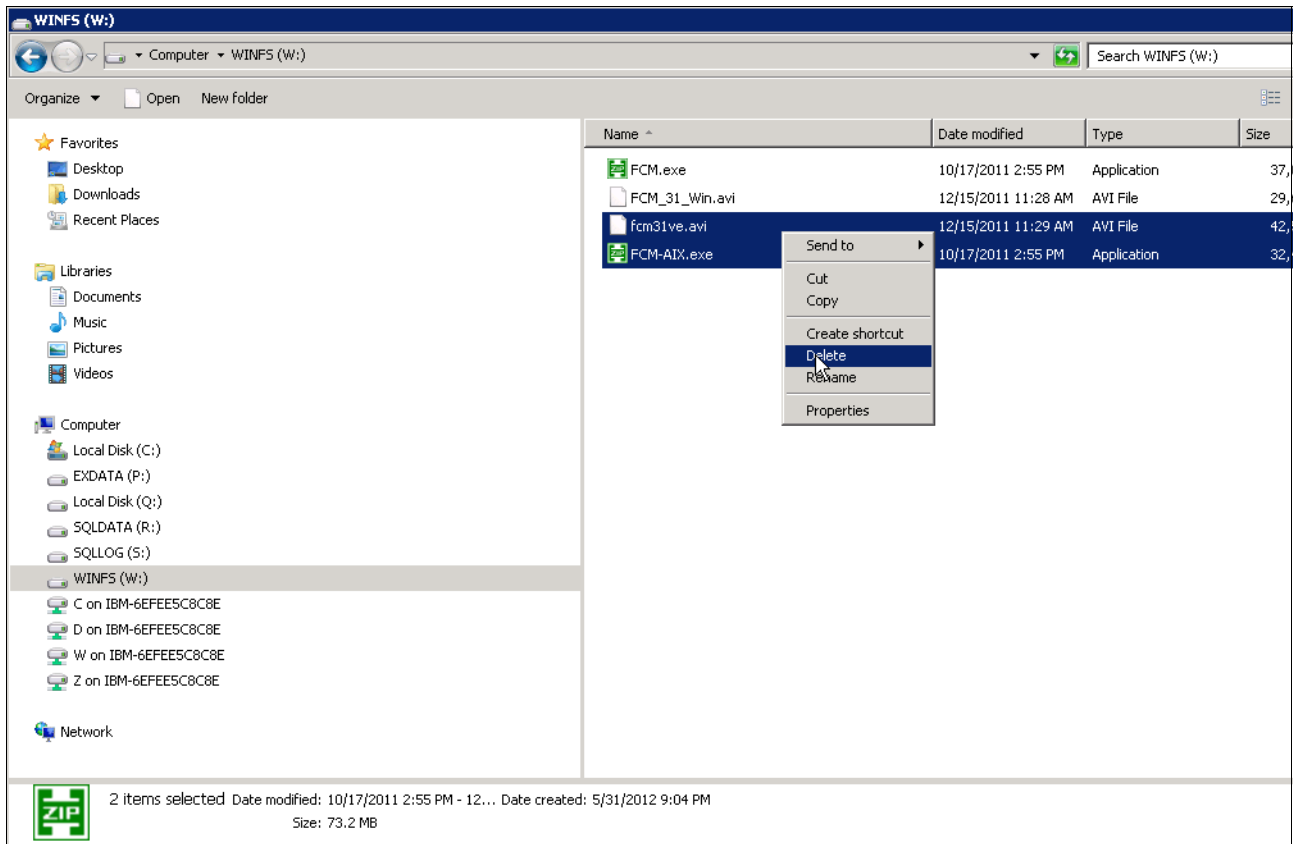 WINFS (W:)
Computer WINFS (W:) Search WINFS (W:)
Organize Open New folder
Favorites
Desktop
Downloads
Recent Places
Libraries
Documents
Music
Pictures
Videos
Computer
Local Disk (C:)
EXDATA (P:)
Local Disk (Q:)
SQLDATA (R:)
SQLLOG (S:)
WINFS (W:)
C on IBM-6EFEE5C8C8E
D on IBM-6EFEE5C8C8E
W on IBM-6EFEE5C8C8E
Z on IBM-6EFEE5C8C8E
Network
Name Date modified Type Size
FCM.exe 10/17/2011 2:55 PM Application 37,
FCM_31_Win.avi 12/15/2011 11:28 AM AVI File 29,
fcm31ve.avi 12/15/2011 11:29 AM AVI File 42,
FCM-AIX.exe 10/17/2011 2:55 PM Application 32,
Send to
Cut
Copy
Create shortcut
Delete
Rename
Properties
ZIP
2 items selected Date modified: 10/17/2011 2:55 PM - 12... Date created: 5/31/2012 9:04 PM
Size: 73.2 MB